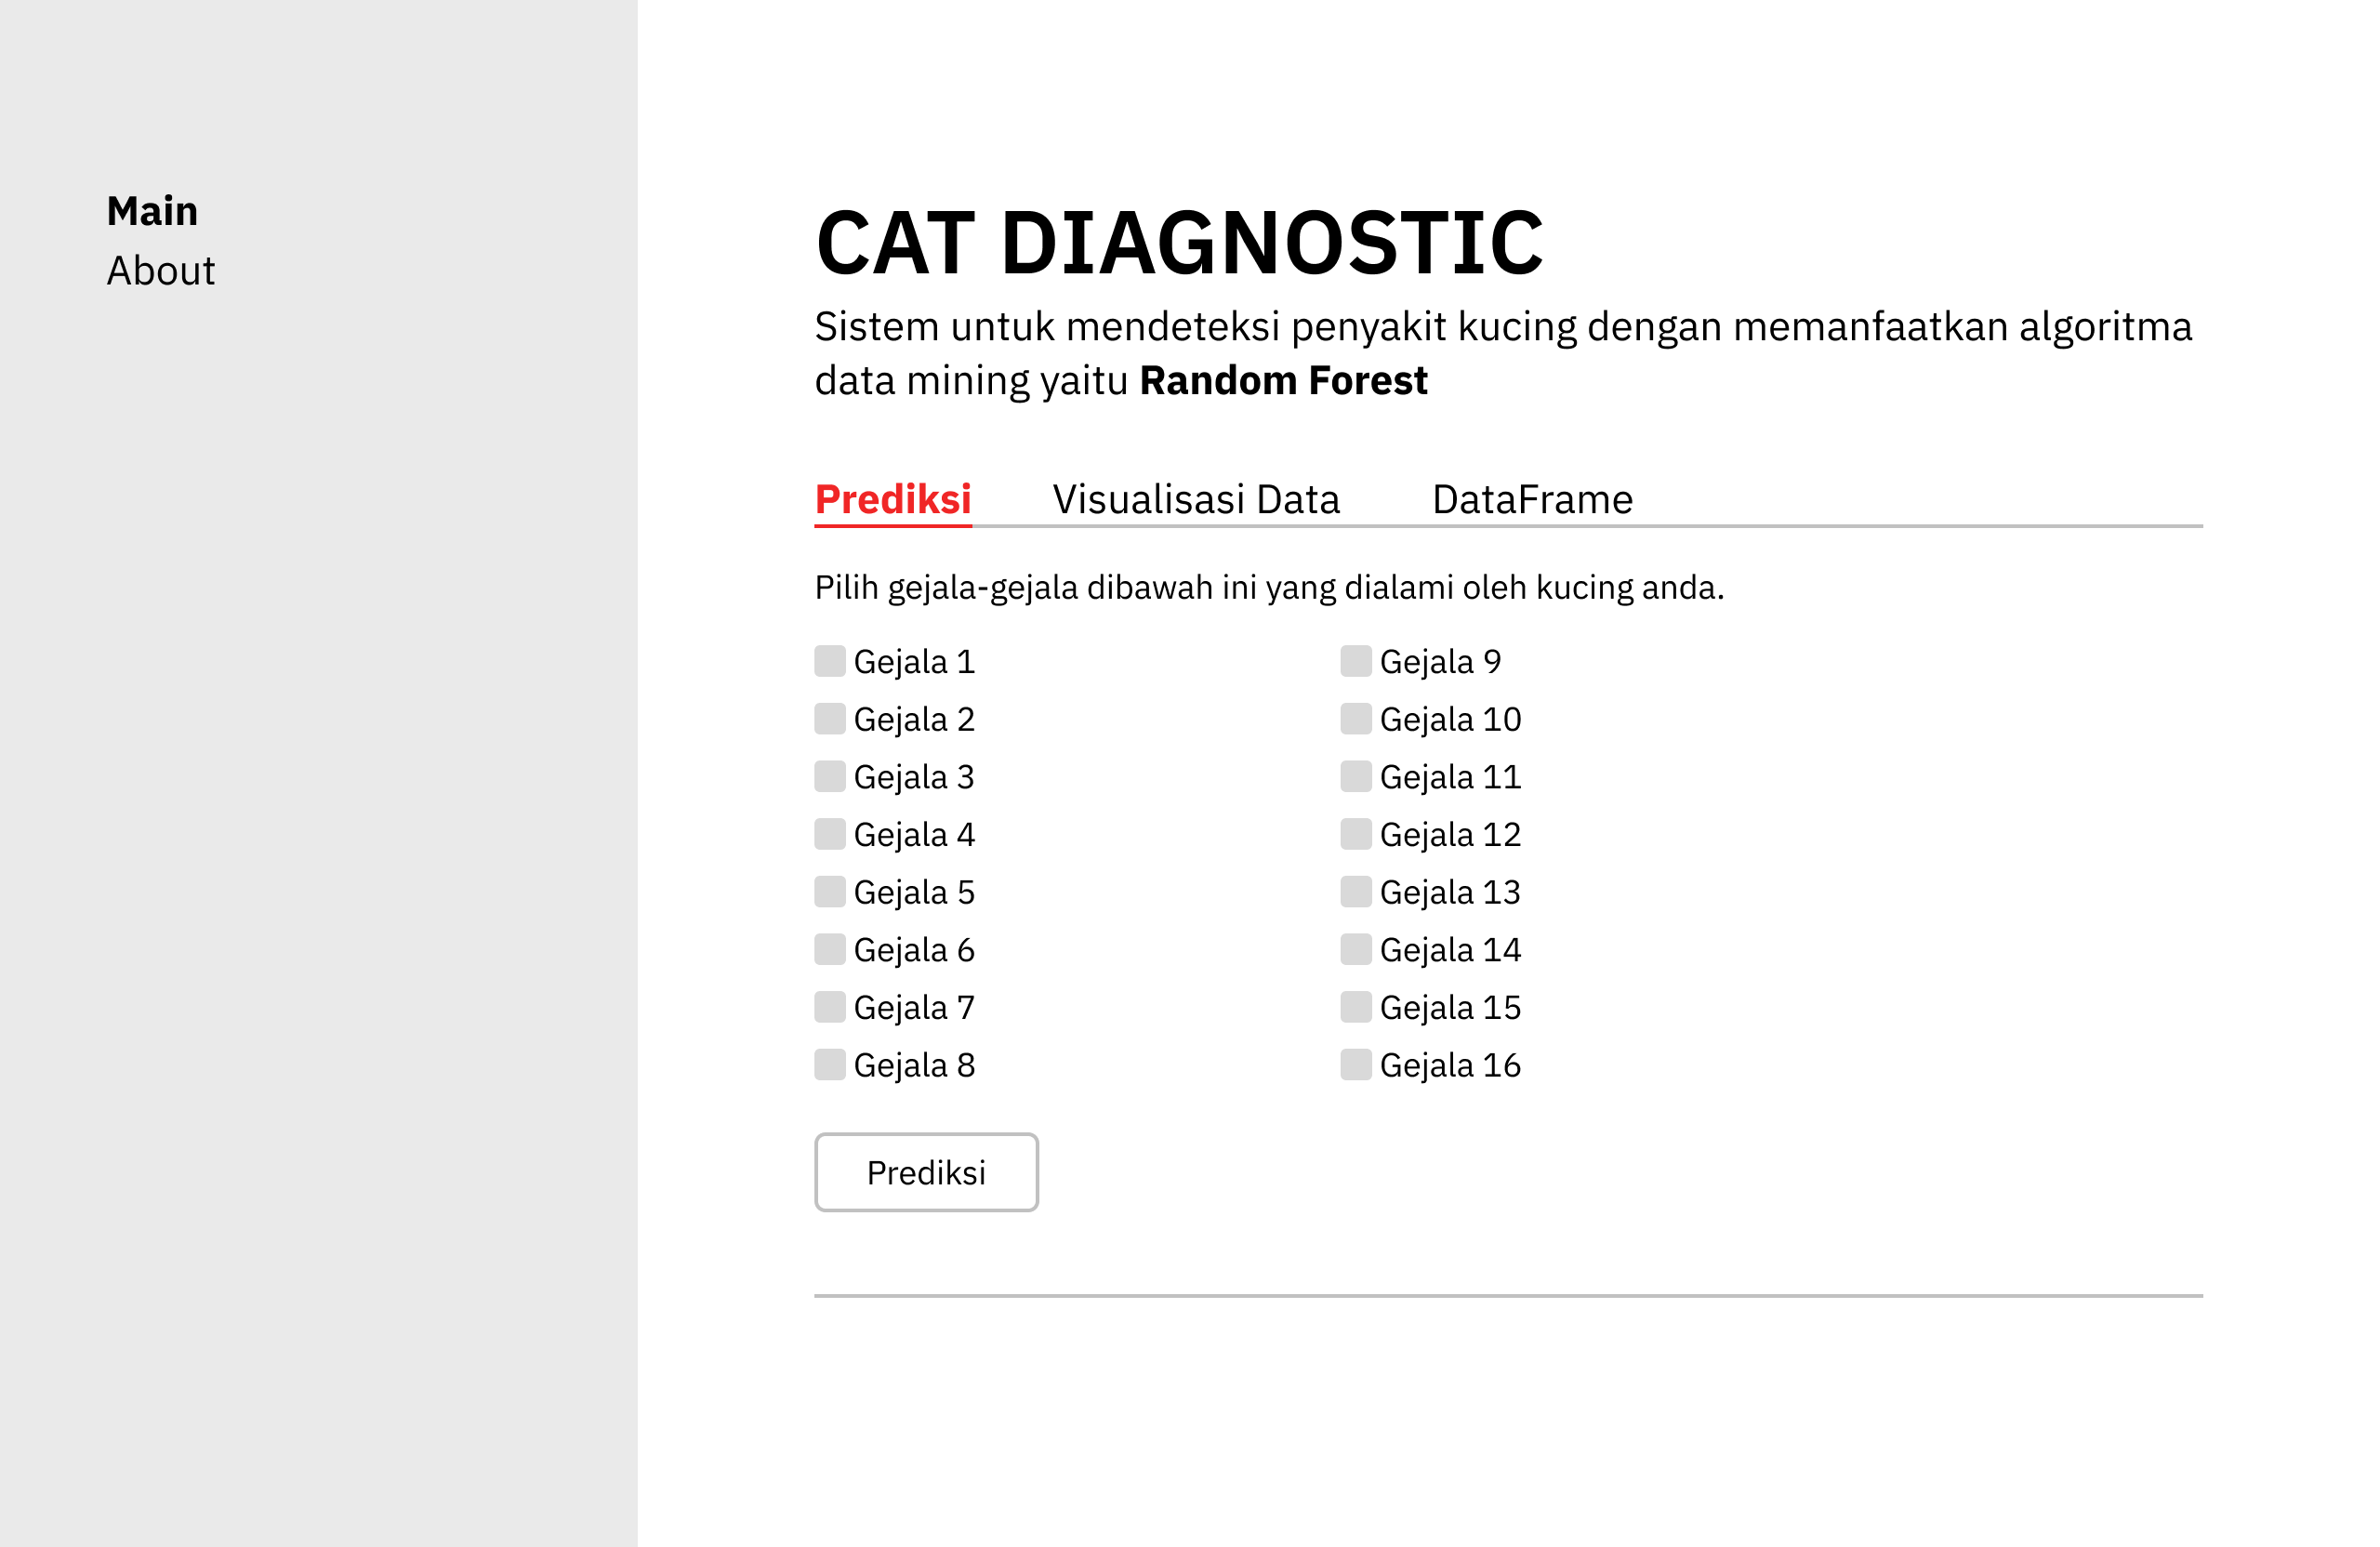 Main
About
CAT DIAGNOSTIC
Sistem untuk mendeteksi penyakit kucing dengan memanfaatkan algoritma
data mining yaitu Random Forest
Prediksi
Visualisasi Data
DataFrame
Pilih gejala-gejala dibawah ini yang dialami oleh kucing anda.
Gejala 1
Gejala 2
Gejala 3
Gejala 4
Gejala 5
Gejala 6
Gejala 7
Gejala 8
Gejala 9
Gejala 10
Gejala 11
Gejala 12
Gejala 13
Gejala 14
Gejala 15
Gejala 16
Prediksi